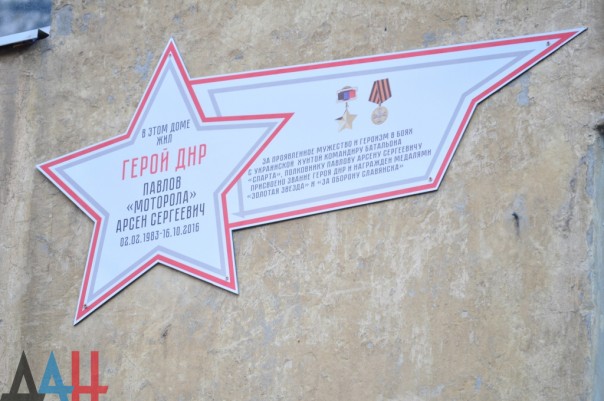 В ЭТОМ ДОМЕ
ЖИЛ
ГЕРОЙ ДНР
ПАВЛОВ
«МОТОРОЛА»
АРСЕН СЕРГЕЕВИЧ
02.02.1983-16.10.2016
ЗА ПРОЯВЛЕННОЕ МУЖЕСТВО И ГЕРОИЗМ В БОЯХ
С УКРАИНСКОЙ ХУНТОЙ КОМАНДИРУ БАТАЛЬОНА
«СПАРТА», ПОЛКОВНИКУ ПАВЛОВУ АРСЕНУ СЕРГЕЕВИЧУ
ПРИСВОЕНО ЗВАНИЕ ГЕРОЯ ДНР И НАГРАЖДЕН МЕДАЛЯМИ
«ЗОЛОТАЯ ЗВЕЗДА» И «ЗА ОБОРОНУ СЛАВЯНСКА»
ДАН